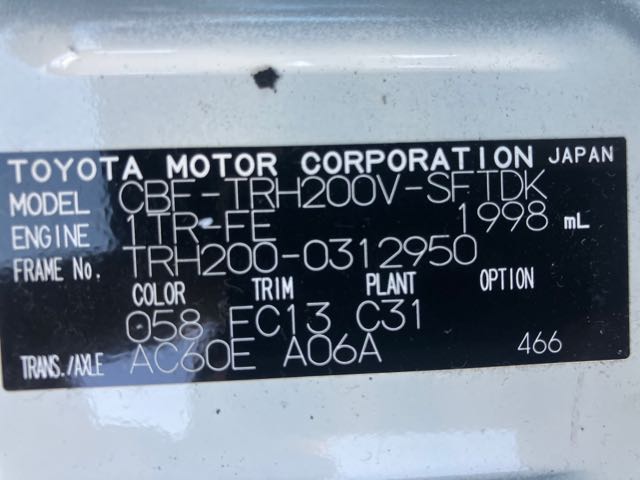 TOYOTA MOTOR CORPORATION JAPAN
MODEL CBF-TRH200V-SFTDK
ENGINE 1TR-FE 1998 mL
FRAME No. TRH200-0312950
COLOR TRIM PLANT OPTION
058 FC13 C31
TRANS./AXLE AC60E A06A 466